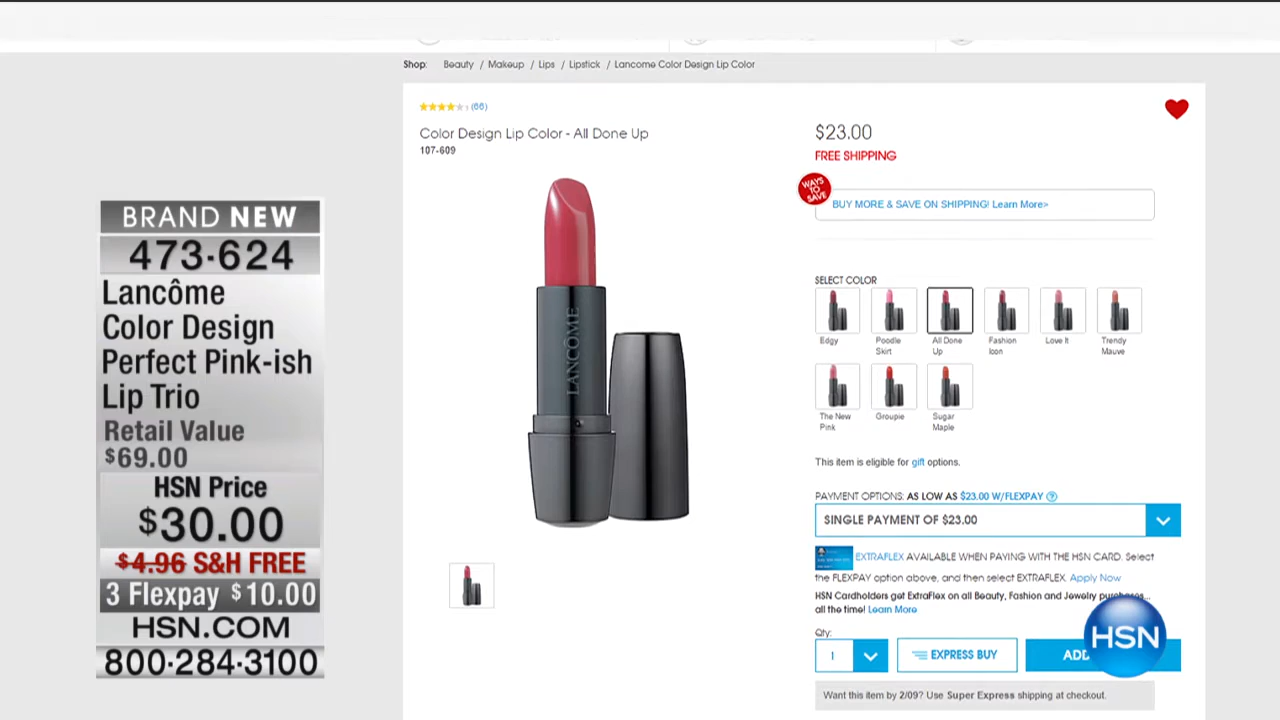 Shop: Beauty / Makeup / Lips / Lipstick / Lancome Color Design Lip Color
(66)
Color Design Lip Color - All Done Up
107-609
LANCÔME
$23.00
FREE SHIPPING
WAYS
TO
SAVE
BUY MORE & SAVE ON SHIPPING! Learn More>
SELECT COLOR
Edgy
Poodle
Skirt
All Done
Up
Fashion
Icon
Love It
Trendy
Mauve
The New
Pink
Groupie
Sugar
Maple
This item is eligible for gift options.
PAYMENT OPTIONS: AS LOW AS $23.00 W/FLEXPAY ?
SINGLE PAYMENT OF $23.00
EXTRAFLEX AVAILABLE WHEN PAYING WITH THE HSN CARD. Select
the FLEXPAY option above, and then select EXTRAFLEX. Apply Now
HSN Cardholders get ExtraFlex on all Beauty, Fashion and Jewelry
all the time! Learn More
Qty:
1
EXPRESS BUY
ADD
HSN
Want this item by 2/09? Use Super Express shipping at checkout.
BRAND NEW
473·624
Lancôme
Color Design
Perfect Pink-ish
Lip Trio
Retail Value
$69.00
HSN Price
$30.00
$4.96 S&H FREE
3 Flexpay $10.00
HSN.COM
800·284·3100